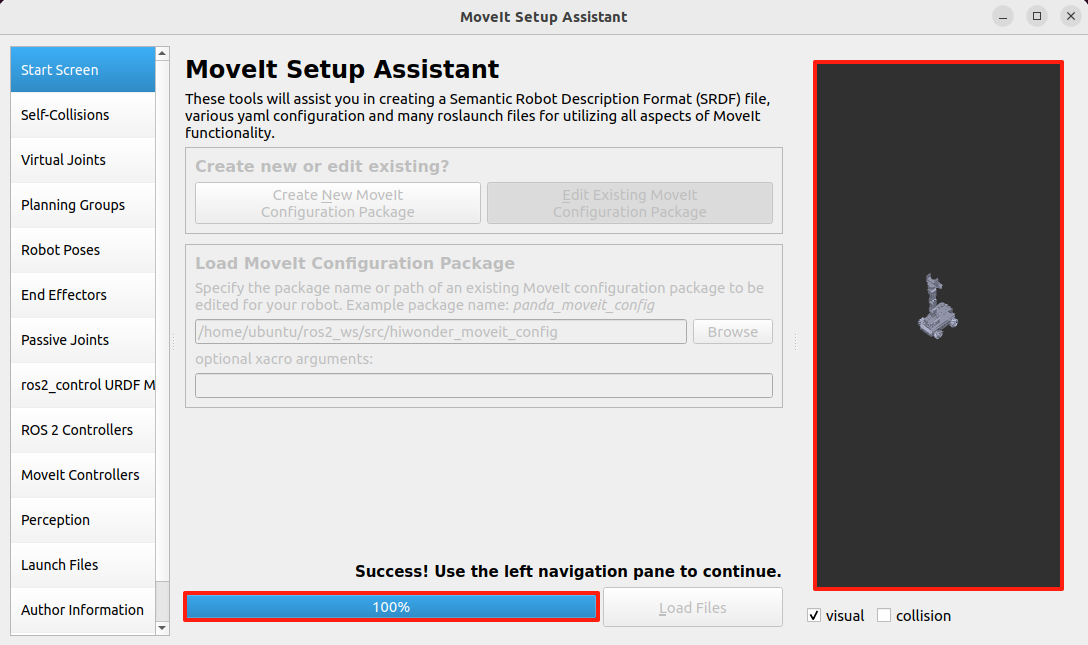 MoveIt Setup Assistant
Start Screen
Self-Collisions
Virtual Joints
Planning Groups
Robot Poses
End Effectors
Passive Joints
ros2_control URDF M
ROS 2 Controllers
MoveIt Controllers
Perception
Launch Files
Author Information
MoveIt Setup Assistant
These tools will assist you in creating a Semantic Robot Description Format (SRDF) file,
various yaml configuration and many roslaunch files for utilizing all aspects of MoveIt
functionality.
Create new or edit existing?
Create New MoveIt
Configuration Package
Edit Existing MoveIt
Configuration Package
Load MoveIt Configuration Package
Specify the package name or path of an existing MoveIt configuration package to be
edited for your robot. Example package name: panda_moveit_config
/home/ubuntu/ros2_ws/src/hiwonder_moveit_config
Browse
optional xacro arguments:
Success! Use the left navigation pane to continue.
100%
Load Files
visual
collision